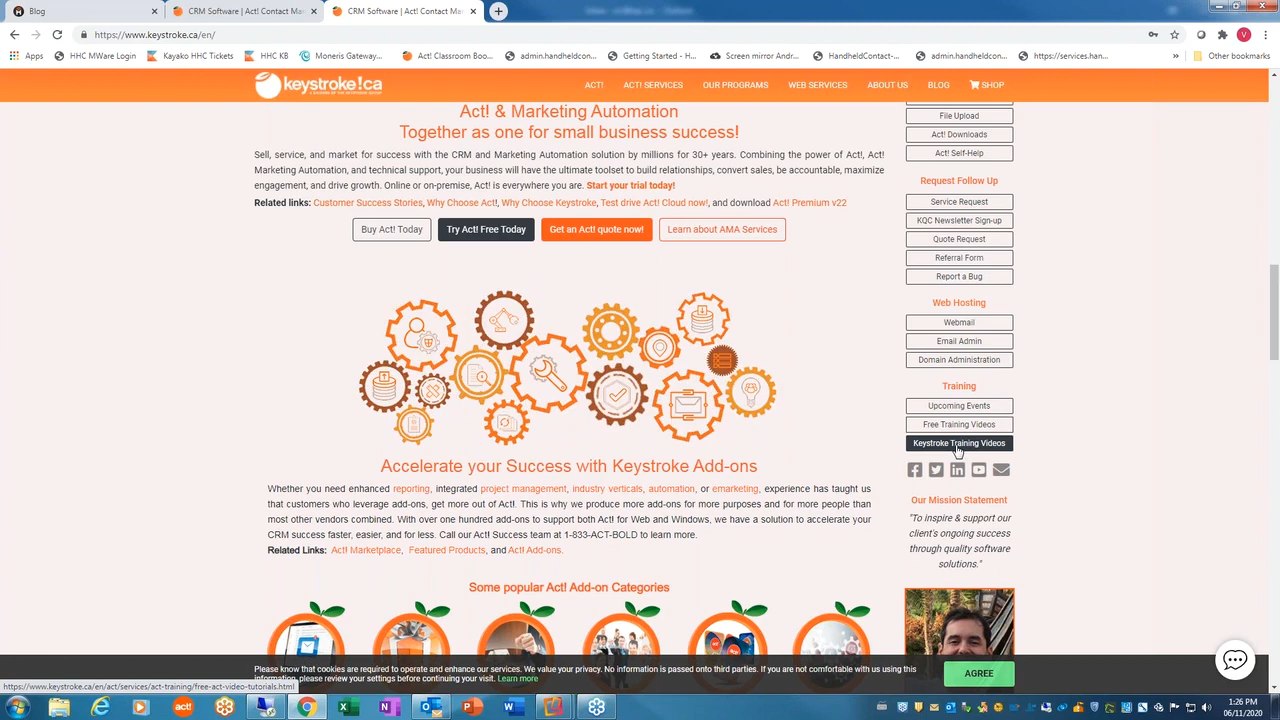 Blog
CRM Software | Act! Contact Ma
CRM Software | Act! Contact Ma
https://www.keystroke.ca/en/
V
Apps
HHC MWare Login
Kayako HHC Tickets
HHC KB
Moneris Gateway...
Act! Classroom Boo...
admin.handheldcon...
Getting Started - H...
Screen mirror Andr...
HandheldContact-...
admin.handheldcon...
https://services.han...
Other bookmarks
keystroke!ca
ACT!
ACT! SERVICES
OUR PROGRAMS
WEB SERVICES
ABOUT US
BLOG
SHOP
Act! & Marketing Automation
Together as one for small business success!
Sell, service, and market for success with the CRM and Marketing Automation solution by millions for 30+ years. Combining the power of Act!, Act!
Marketing Automation, and technical support, your business will have the ultimate toolset to build relationships, convert sales, be accountable, maximize
engagement, and drive growth. Online or on-premise, Act! is everywhere you are. Start your trial today!
Related links: Customer Success Stories, Why Choose Act!, Why Choose Keystroke, Test drive Act! Cloud now!, and download Act! Premium v22
Buy Act! Today
Try Act! Free Today
Get an Act! quote now!
Learn about AMA Services
Accelerate your Success with Keystroke Add-ons
Whether you need enhanced reporting, integrated project management, industry verticals, automation, or emarketing, experience has taught us
that customers who leverage add-ons, get more out of Act!. This is why we produce more add-ons for more purposes and for more people than
most other vendors combined. With over one hundred add-ons to support both Act! for Web and Windows, we have a solution to accelerate your
CRM success faster, easier, and for less. Call our Act! Success team at 1-833-ACT-BOLD to learn more.
Related Links: Act! Marketplace, Featured Products, and Act! Add-ons.
Some popular Act! Add-on Categories
File Upload
Act! Downloads
Act! Self-Help
Request Follow Up
Service Request
KQC Newsletter Sign-up
Quote Request
Referral Form
Report a Bug
Web Hosting
Webmail
Email Admin
Domain Administration
Training
Upcoming Events
Free Training Videos
Keystroke Training Videos
Our Mission Statement
"To inspire & support our
client's ongoing success
through quality software
solutions."
Please know that cookies are required to operate and enhance our services. We value your privacy. No information is passed onto third parties. If you are not comfortable with us using this
information, please review your settings before continuing your visit. Learn more
AGREE
https://www.keystroke.ca/en/act/services/act-training/free-act-video-tutorials.html
act!
1:26 PM
06/11/2020